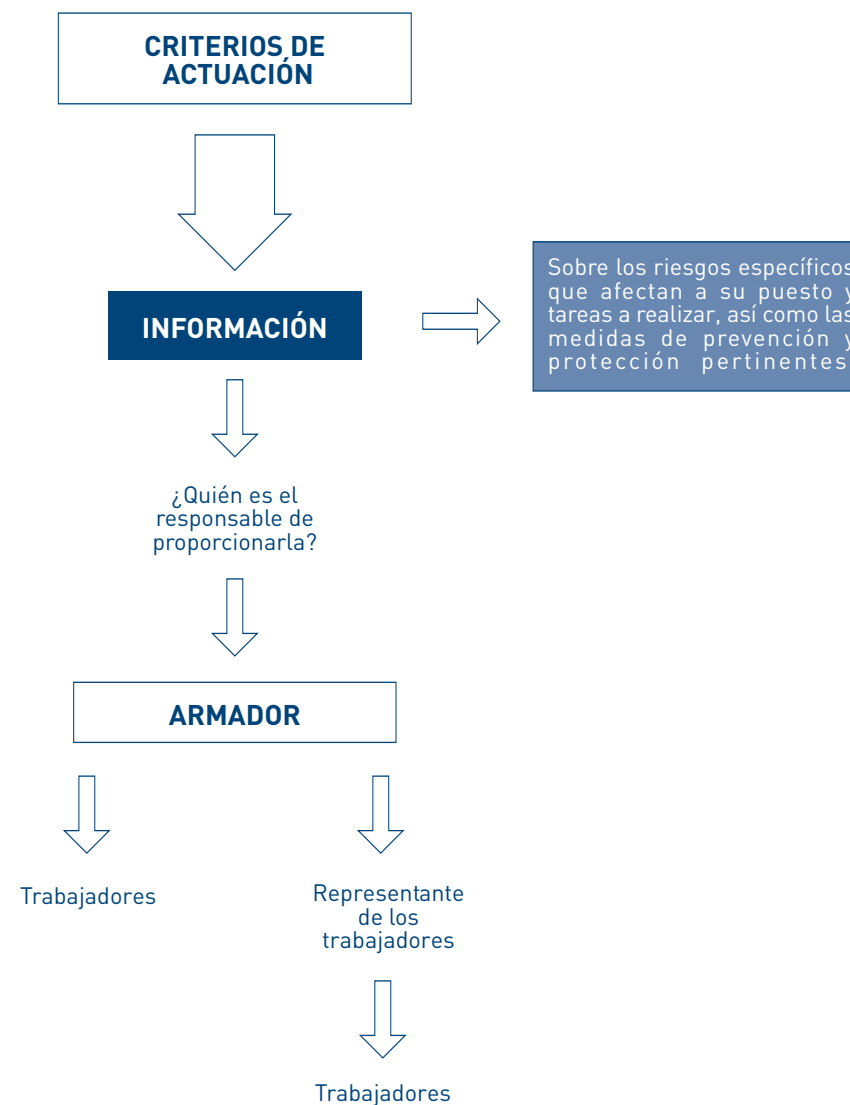 CRITERIOS DE
ACTUACIÓN
INFORMACIÓN
Sobre los riesgos específicos
que afectan a su puesto y
tareas a realizar, así como las
medidas de prevención y
protección pertinentes
¿Quién es el
responsable de
proporcionarla?
ARMADOR
Trabajadores
Representante
de los
trabajadores
Trabajadores